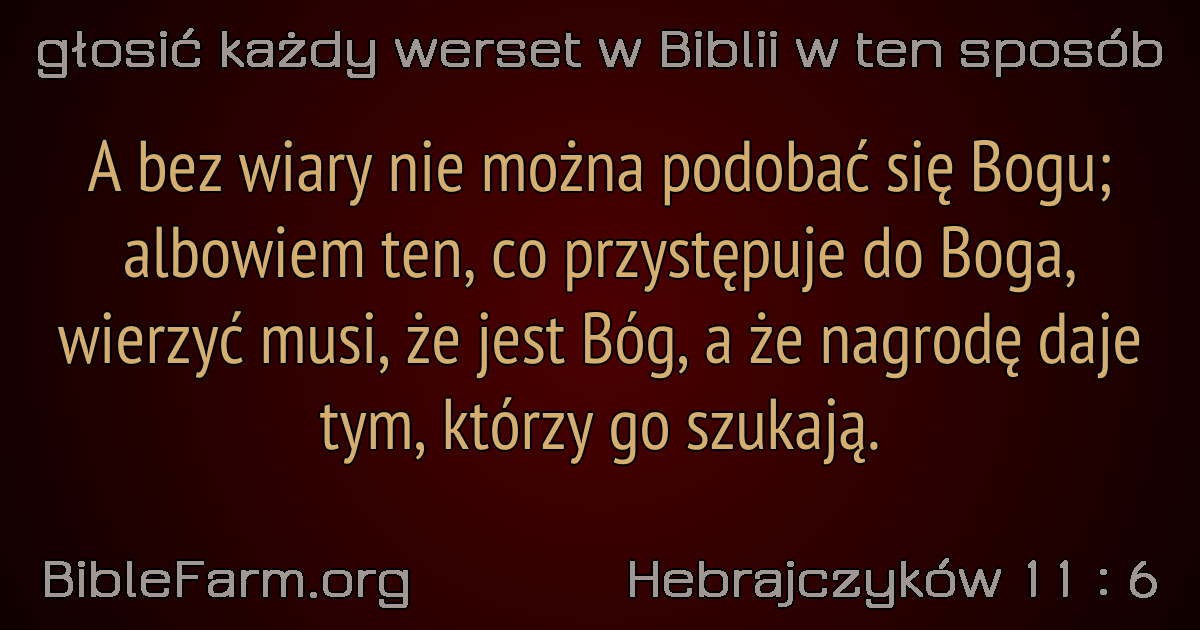 głosić każdy werset w Biblii w ten sposób
A bez wiary nie można podobać się Bogu;
albowiem ten, co przystępuje do Boga,
wierzyć musi, że jest Bóg, a że nagrodę daje
tym, którzy go szukają.
BibleFarm.org
Hebrajczyków 11 : 6